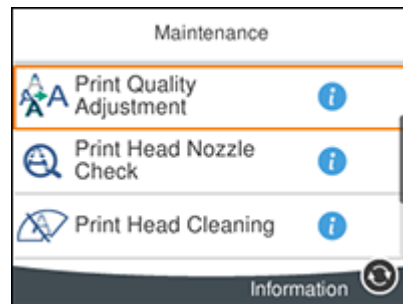 Maintenance
Print Quality
Adjustment
Print Head Nozzle
Check
Print Head Cleaning
Information